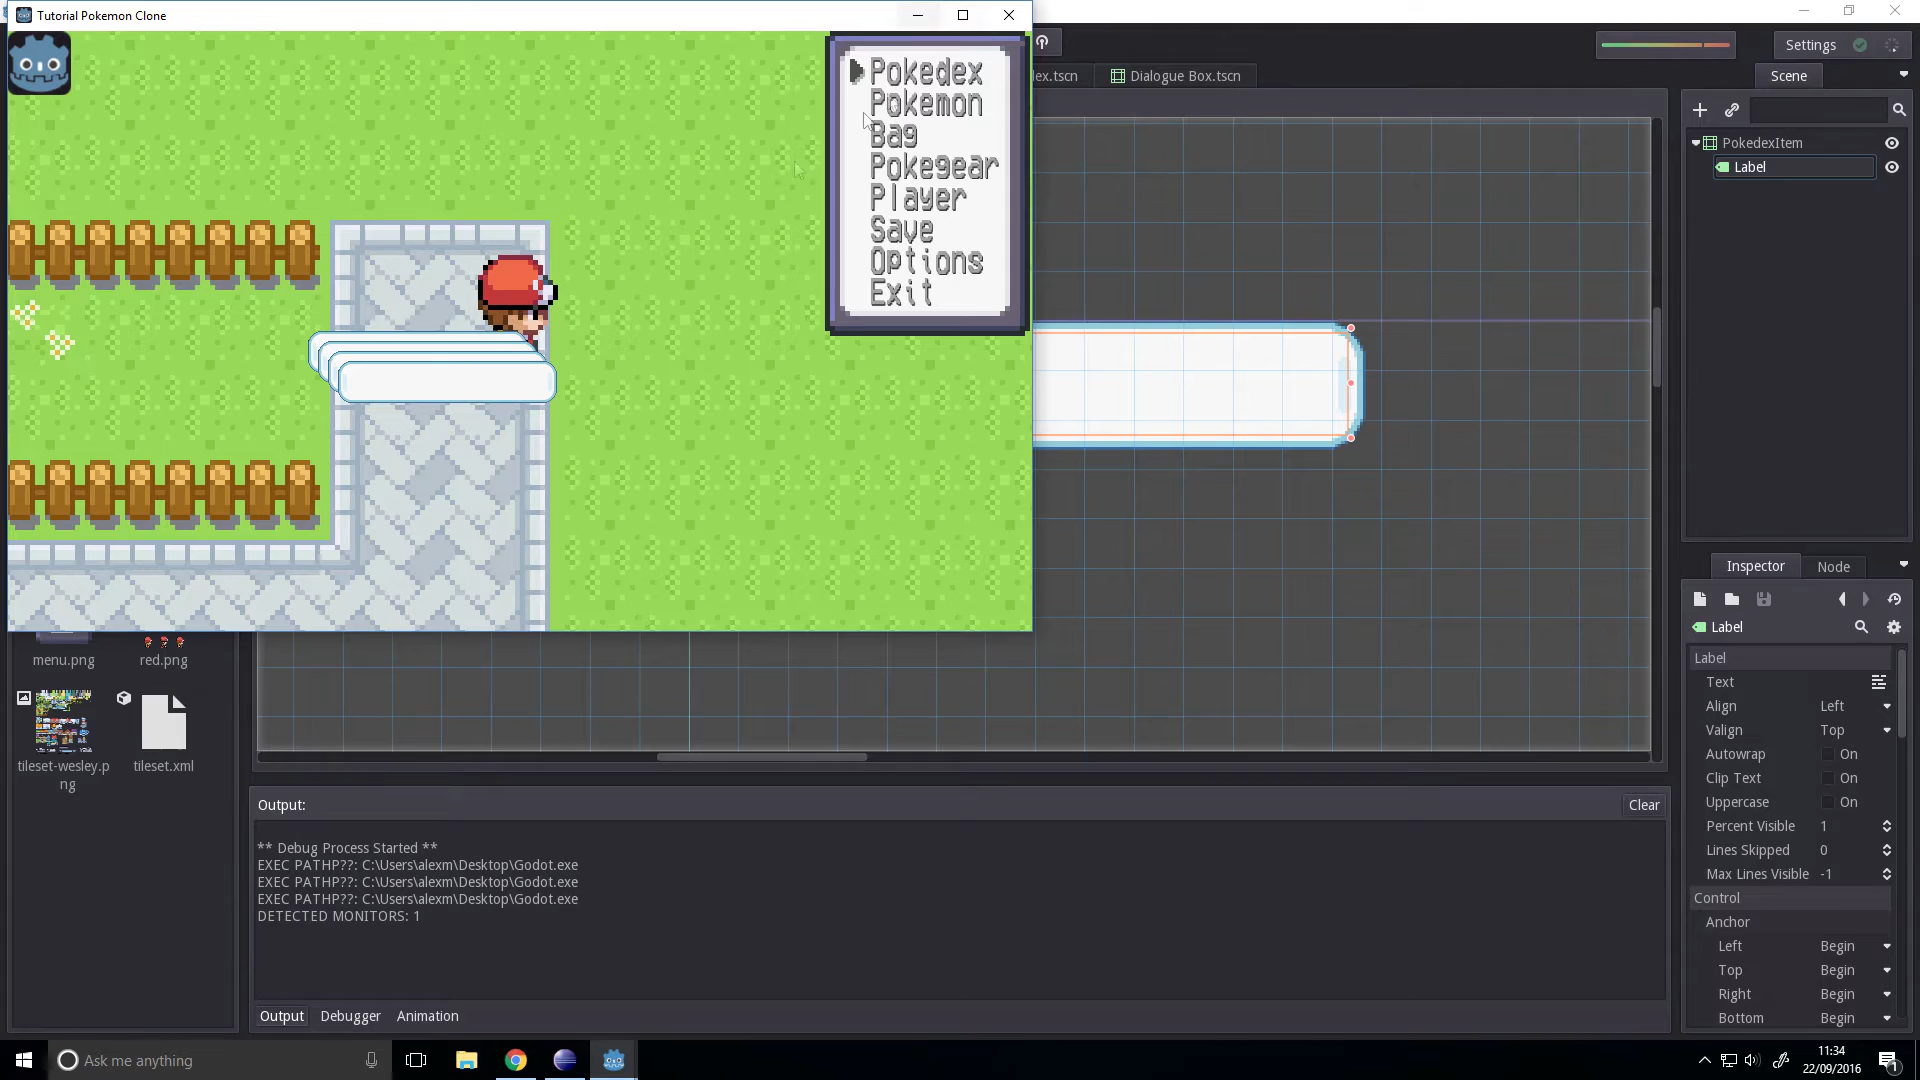 Tutorial Pokemon Clone
Pokedex
Pokemon
Bag
Pokegear
Player
Save
Options
Exit
ex.tscn
Dialogue Box.tscn
Settings
Scene
PokedexItem
Label
Inspector
Node
Label
Label
Text
Align Left
Valign Top
Autowrap On
Clip Text On
Uppercase On
Percent Visible 1
Lines Skipped 0
Max Lines Visible -1
Control
Anchor
Left Begin
Top Begin
Right Begin
Bottom Begin
menu.png
red.png
tileset-wesley.p
ng
tileset.xml
Output:
Clear
** Debug Process Started **
EXEC PATHP??: C:\Users\alexm\Desktop\Godot.exe
EXEC PATHP??: C:\Users\alexm\Desktop\Godot.exe
EXEC PATHP??: C:\Users\alexm\Desktop\Godot.exe
DETECTED MONITORS: 1
Output Debugger Animation
Ask me anything
11:34
22/09/2016
1